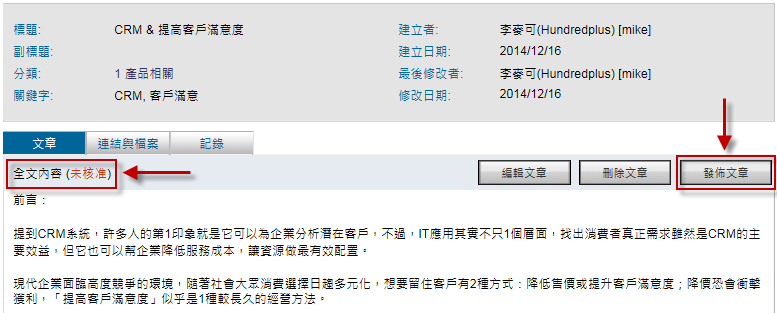 標題: CRM & 提高客戶滿意度 建立者: 李麥可(Hundredplus) [mike]
副標題: 建立日期: 2014/12/16
分類: 1 產品相關 最後修改者: 李麥可(Hundredplus) [mike]
關鍵字: CRM, 客戶滿意 修改日期: 2014/12/16
文章 連結與檔案 記錄
全文內容 (未核准) 編輯文章 刪除文章 發佈文章
前言：
提到CRM系統，許多人的第1印象就是它可以為企業分析潛在客戶，不過，IT應用其實不只1個層面，找出消費者真正需求雖然是CRM的主
要效益，但它也可以幫企業降低服務成本，讓資源做最有效配置。
現代企業面臨高度競爭的環境，隨著社會大眾消費選擇日趨多元化，想要留住客戶有2種方式：降低售價或提升客戶滿意度；降價恐會衝擊
獲利，「提高客戶滿意度」似乎是1種較長久的經營方法。